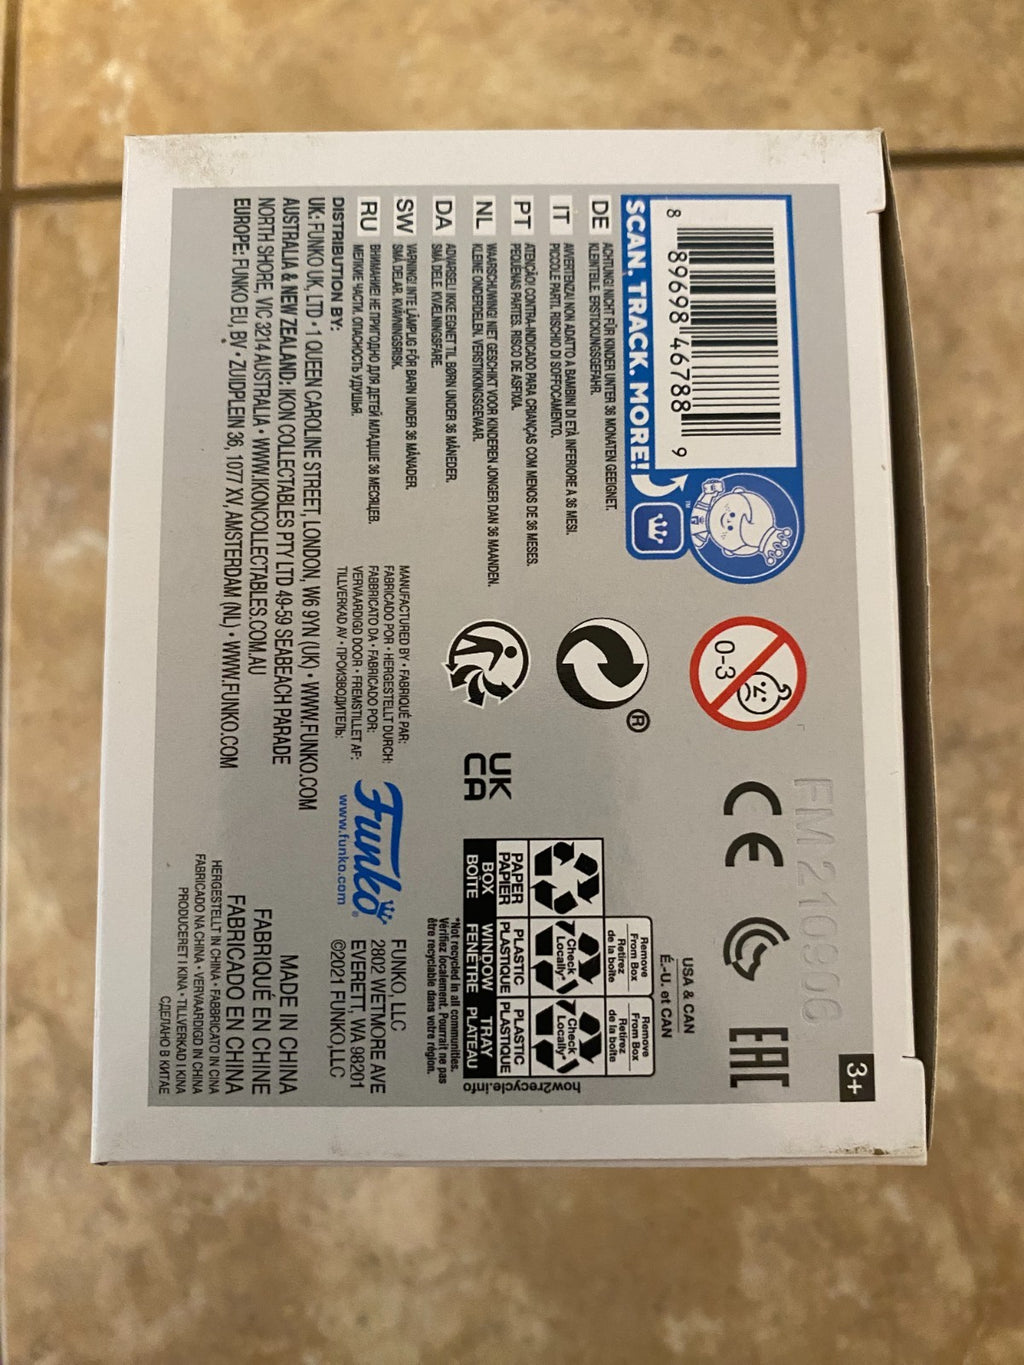 8 89698 46788 9
SCAN. TRACK. MORE!
™
0-3
CE
FM 210906
EAC
3+
DE ACHTUNG! NICHT FÜR KINDER UNTER 36 MONATEN GEEIGNET.
KLEINTEILE. ERSTICKUNGSGEFAHR.
IT AVVERTENZA! NON ADATTO A BAMBINI DI ETÀ INFERIORE A 36 MESI.
PICCOLE PARTI. RISCHIO DI SOFFOCAMENTO.
PT ATENÇÃO! CONTRA-INDICADO PARA CRIANÇAS COM MENOS DE 36 MESES.
PEQUENAS PARTES. RISCO DE ASFIXIA.
NL WAARSCHUWING! NIET GESCHIKT VOOR KINDEREN JONGER DAN 36 MAANDEN.
KLEINE ONDERDELEN. VERSTIKKINGSGEVAAR.
DA ADVARSEL! IKKE EGNET TIL BØRN UNDER 36 MÅNEDER.
SMÅ DELE. KVÆLNINGSFARE.
SW VARNING! INTE LÄMPLIG FÖR BARN UNDER 36 MÅNADER.
SMÅ DELAR. KVÄVNINGSRISK.
RU ВНИМАНИЕ! НЕ ПРИГОДНО ДЛЯ ДЕТЕЙ МЛАДШЕ 36 МЕСЯЦЕВ.
МЕЛКИЕ ЧАСТИ. ОПАСНОСТЬ УДУШЬЯ.
®
UK
CA
USA & CAN
É.-U. et CAN
Remove From Box
Retirez de la boîte
Remove From Box
Retirez de la boîte
Check Locally*
Check Locally*
PAPER PAPIER
PLASTIC PLASTIQUE
PLASTIC PLASTIQUE
BOX BOÎTE
WINDOW FENÊTRE
TRAY PLATEAU
how2recycle.info
*Not recycled in all communities.
Vérifiez localement. Pourrait ne pas
être recyclable dans votre région.
MANUFACTURED BY • FABRIQUÉ PAR:
FABRICADO POR • HERGESTELLT DURCH:
FABBRICATO DA • FABRICADO POR:
VERVAARDIGD DOOR • FREMSTILLET AF:
TILLVERKAD AV • ПРОИЗВОДИТЕЛЬ:
Funko®
www.funko.com
FUNKO, LLC
2802 WETMORE AVE
EVERETT, WA 98201
©2021 FUNKO,LLC
DISTRIBUTION BY:
UK: FUNKO UK, LTD • 1 QUEEN CAROLINE STREET, LONDON, W6 9YN (UK) • WWW.FUNKO.COM
AUSTRALIA & NEW ZEALAND: IKON COLLECTABLES PTY LTD 49-59 SEABEACH PARADE
NORTH SHORE, VIC 3214 AUSTRALIA • WWW.IKONCOLLECTABLES.COM.AU
EUROPE: FUNKO EU, BV • ZUIDPLEIN 36, 1077 XV, AMSTERDAM (NL) • WWW.FUNKO.COM
MADE IN CHINA
FABRIQUÉ EN CHINE
FABRICADO EN CHINA
HERGESTELLT IN CHINA • FABBRICATO IN CINA
FABRICADO NA CHINA • VERVAARDIGD IN CHINA
PRODUCERET I KINA • TILLVERKAD I KINA
СДЕЛАНО В КИТАЕ